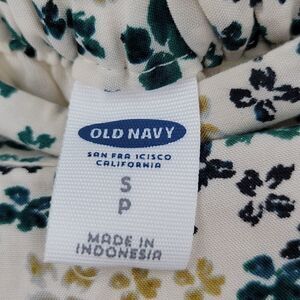 OLD NAVY
SAN FRANCISCO
CALIFORNIA
S
P
MADE IN
INDONESIA